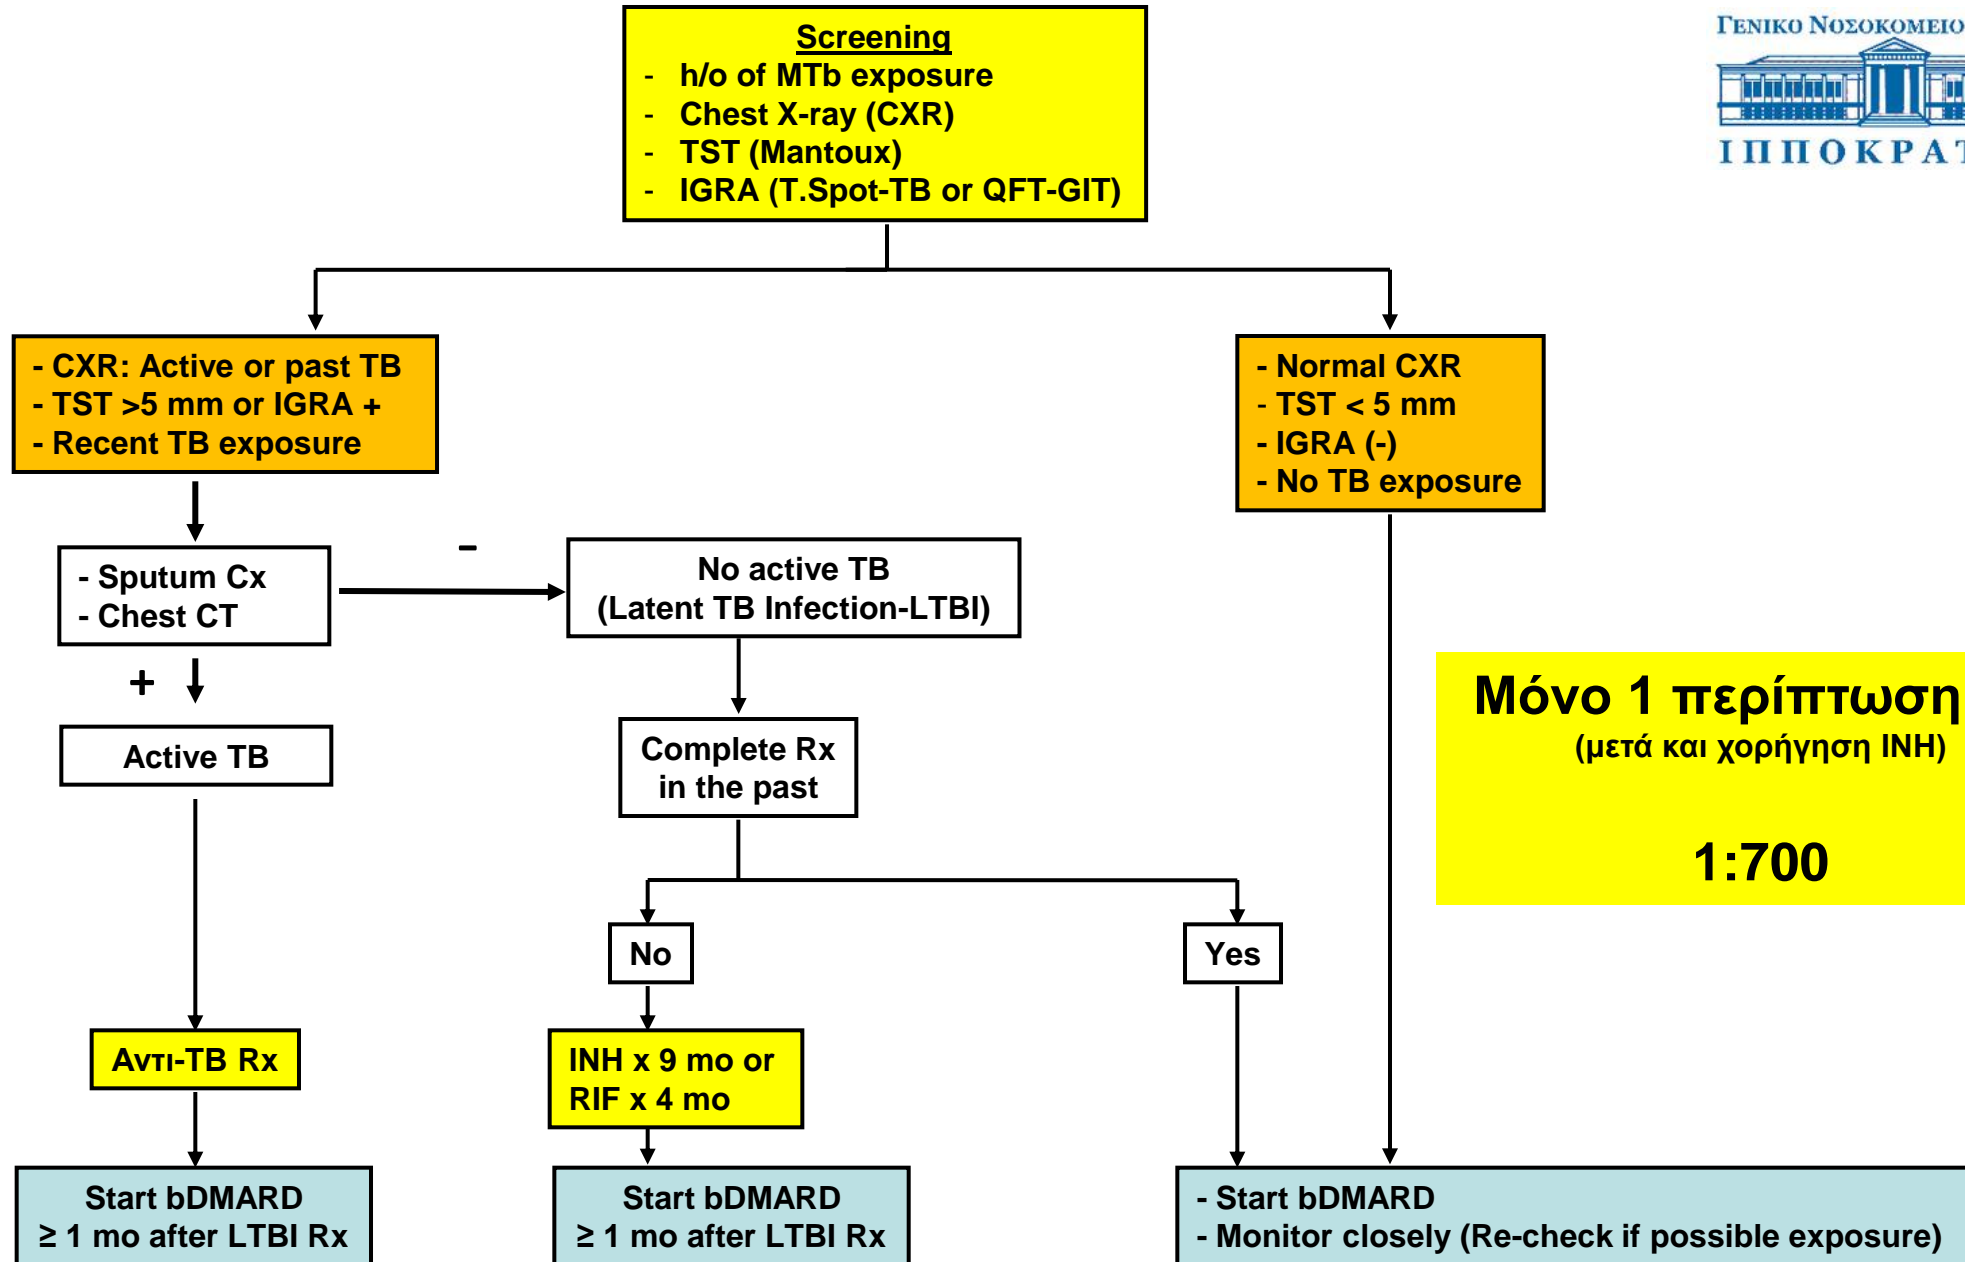 ΓΕΝΙΚΟ ΝΟΣΟΚΟΜΕΙΟ
Screening
- h/o of MTb exposure
- Chest X-ray (CXR)
- TST (Mantoux)
- IGRA (T.Spot-TB or QFT-GIT)
- CXR: Active or past TB
- TST >5 mm or IGRA +
- Recent TB exposure
- Normal CXR
- TST < 5 mm
- IGRA (-)
- No TB exposure
- Sputum Cx
- Chest CT
–
No active TB
(Latent TB Infection-LTBI)
+
Active TB
Complete Rx
in the past
Μόνο 1 περίπτωση
(μετά και χορήγηση INH)
1:700
No
Yes
Αντι-TB Rx
INH x 9 mo or
RIF x 4 mo
Start bDMARD
≥ 1 mo after LTBI Rx
Start bDMARD
≥ 1 mo after LTBI Rx
- Start bDMARD
- Monitor closely (Re-check if possible exposure)